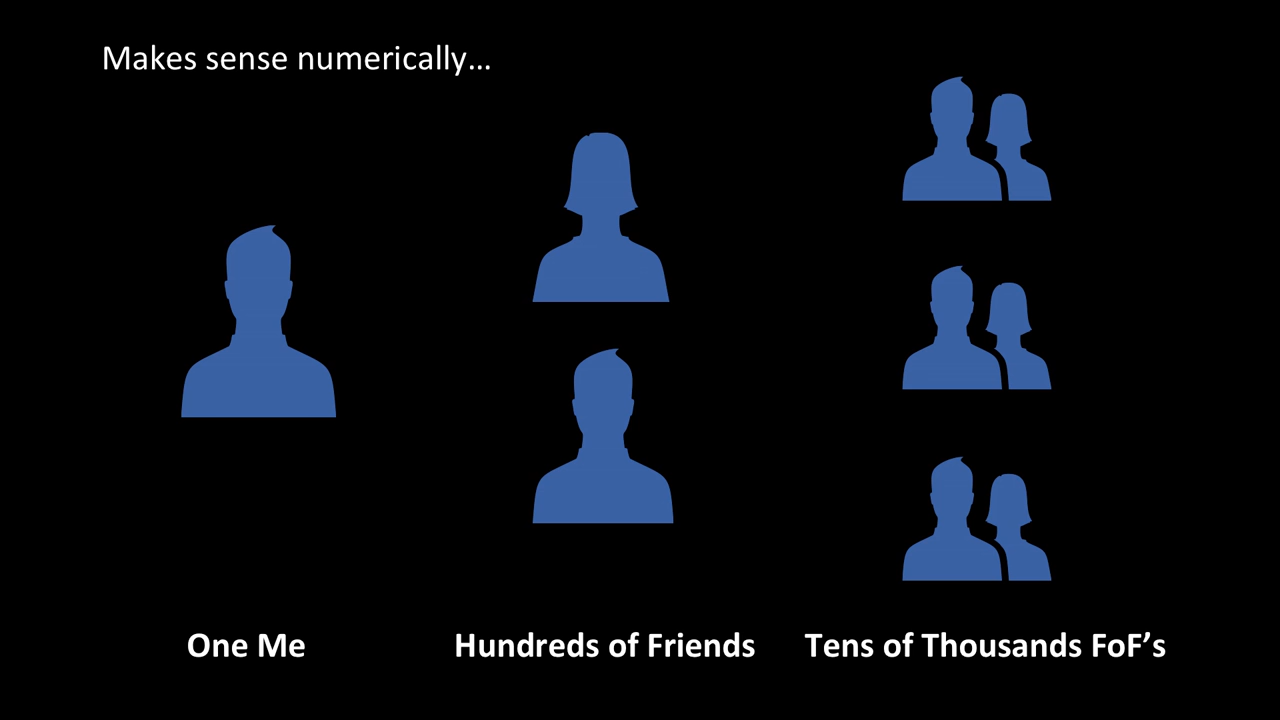 Makes sense numerically…
One Me
Hundreds of Friends
Tens of Thousands FoF’s